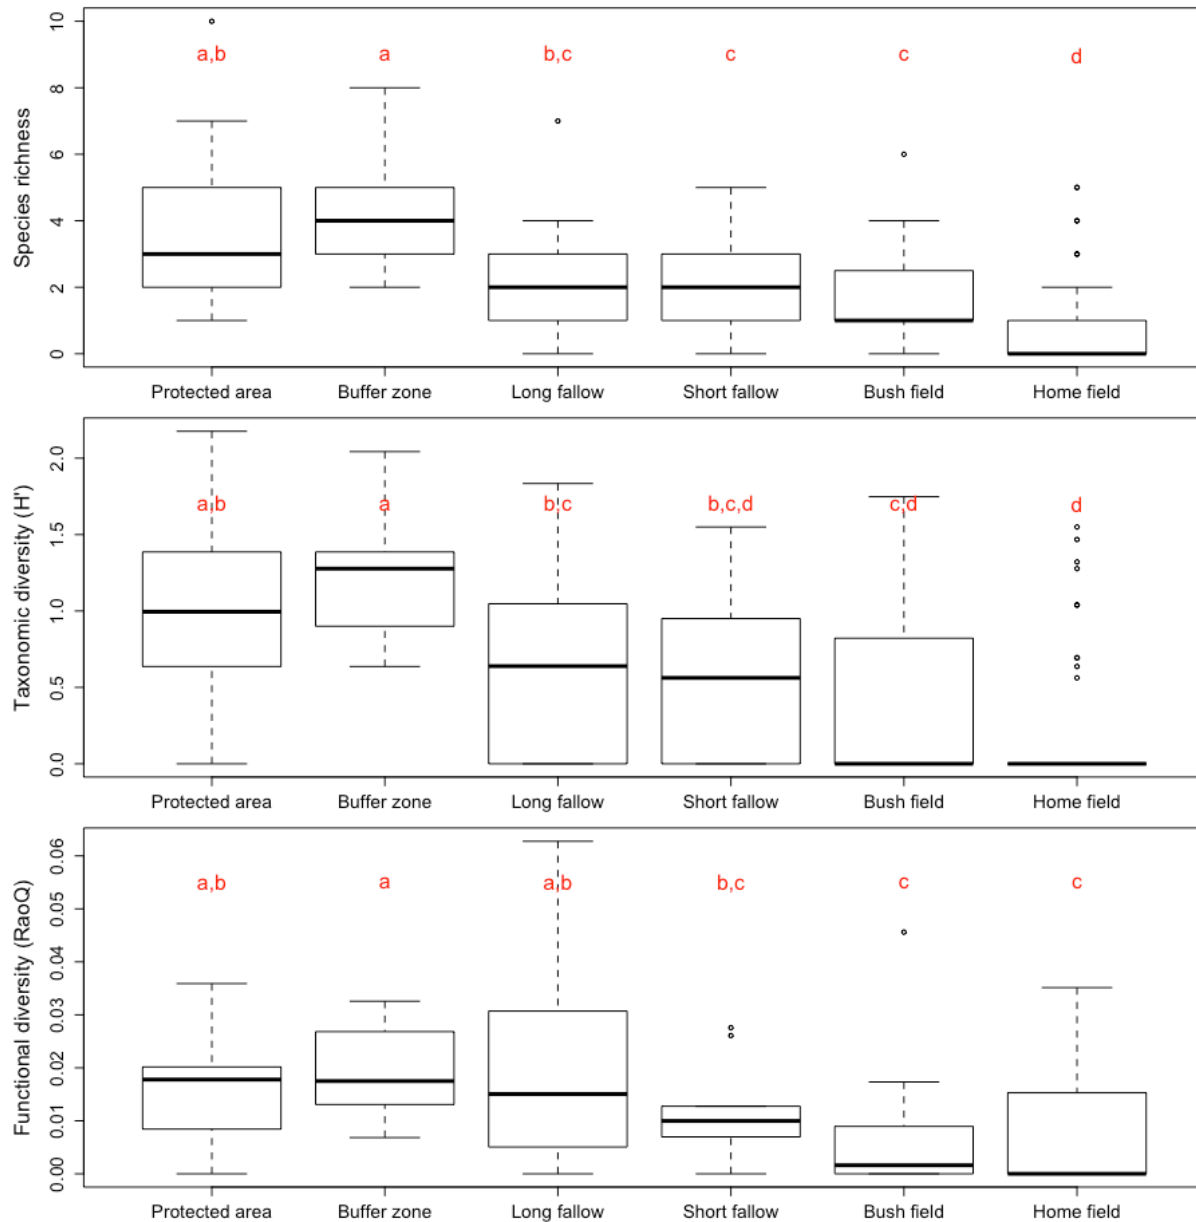 Species richness
10
8
6
4
2
0
a,b a b,c c c d
Protected area Buffer zone Long fallow Short fallow Bush field Home field
Taxonomic diversity (H')
2.0
1.5
1.0
0.5
0.0
a,b a b,c b,c,d c,d d
Protected area Buffer zone Long fallow Short fallow Bush field Home field
Functional diversity (RaoQ)
0.06
0.05
0.04
0.03
0.02
0.01
0.00
a,b a a,b b,c c c
Protected area Buffer zone Long fallow Short fallow Bush field Home field